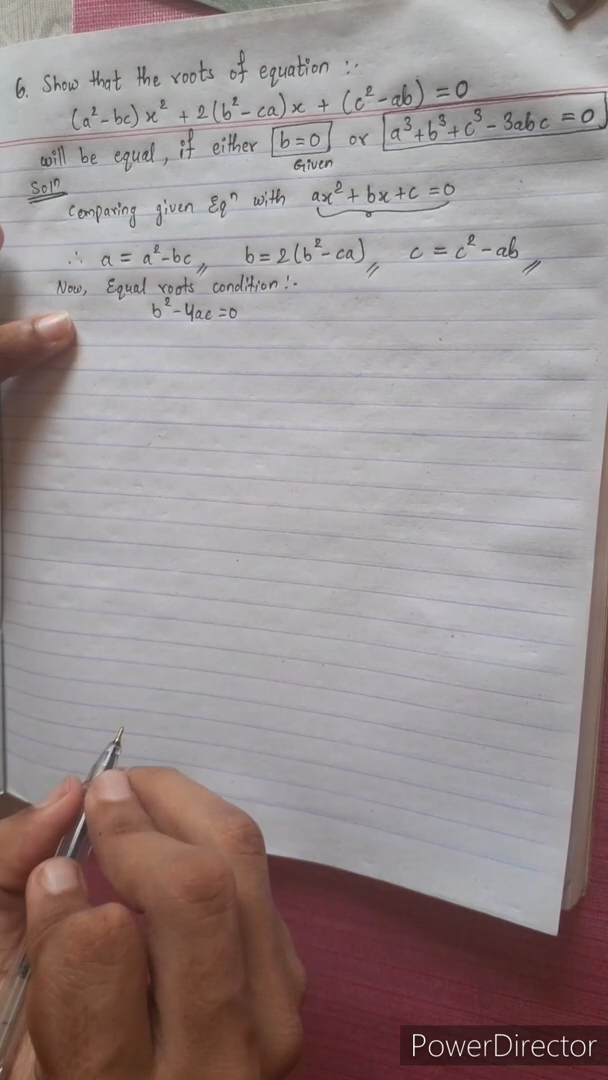 6. Show that the roots of equation :-
(a²-bc)x² + 2(b²-ca)x + (c²-ab) = 0
will be equal, if either b=0 or a³+b³+c³-3abc = 0
Given
Solⁿ
Comparing given Eqⁿ with ax²+bx+c=0
∴ a = a²-bc,, b = 2(b²-ca),, c = c²-ab,,
Now, Equal roots condition :-
b²-4ac=0
PowerDirector